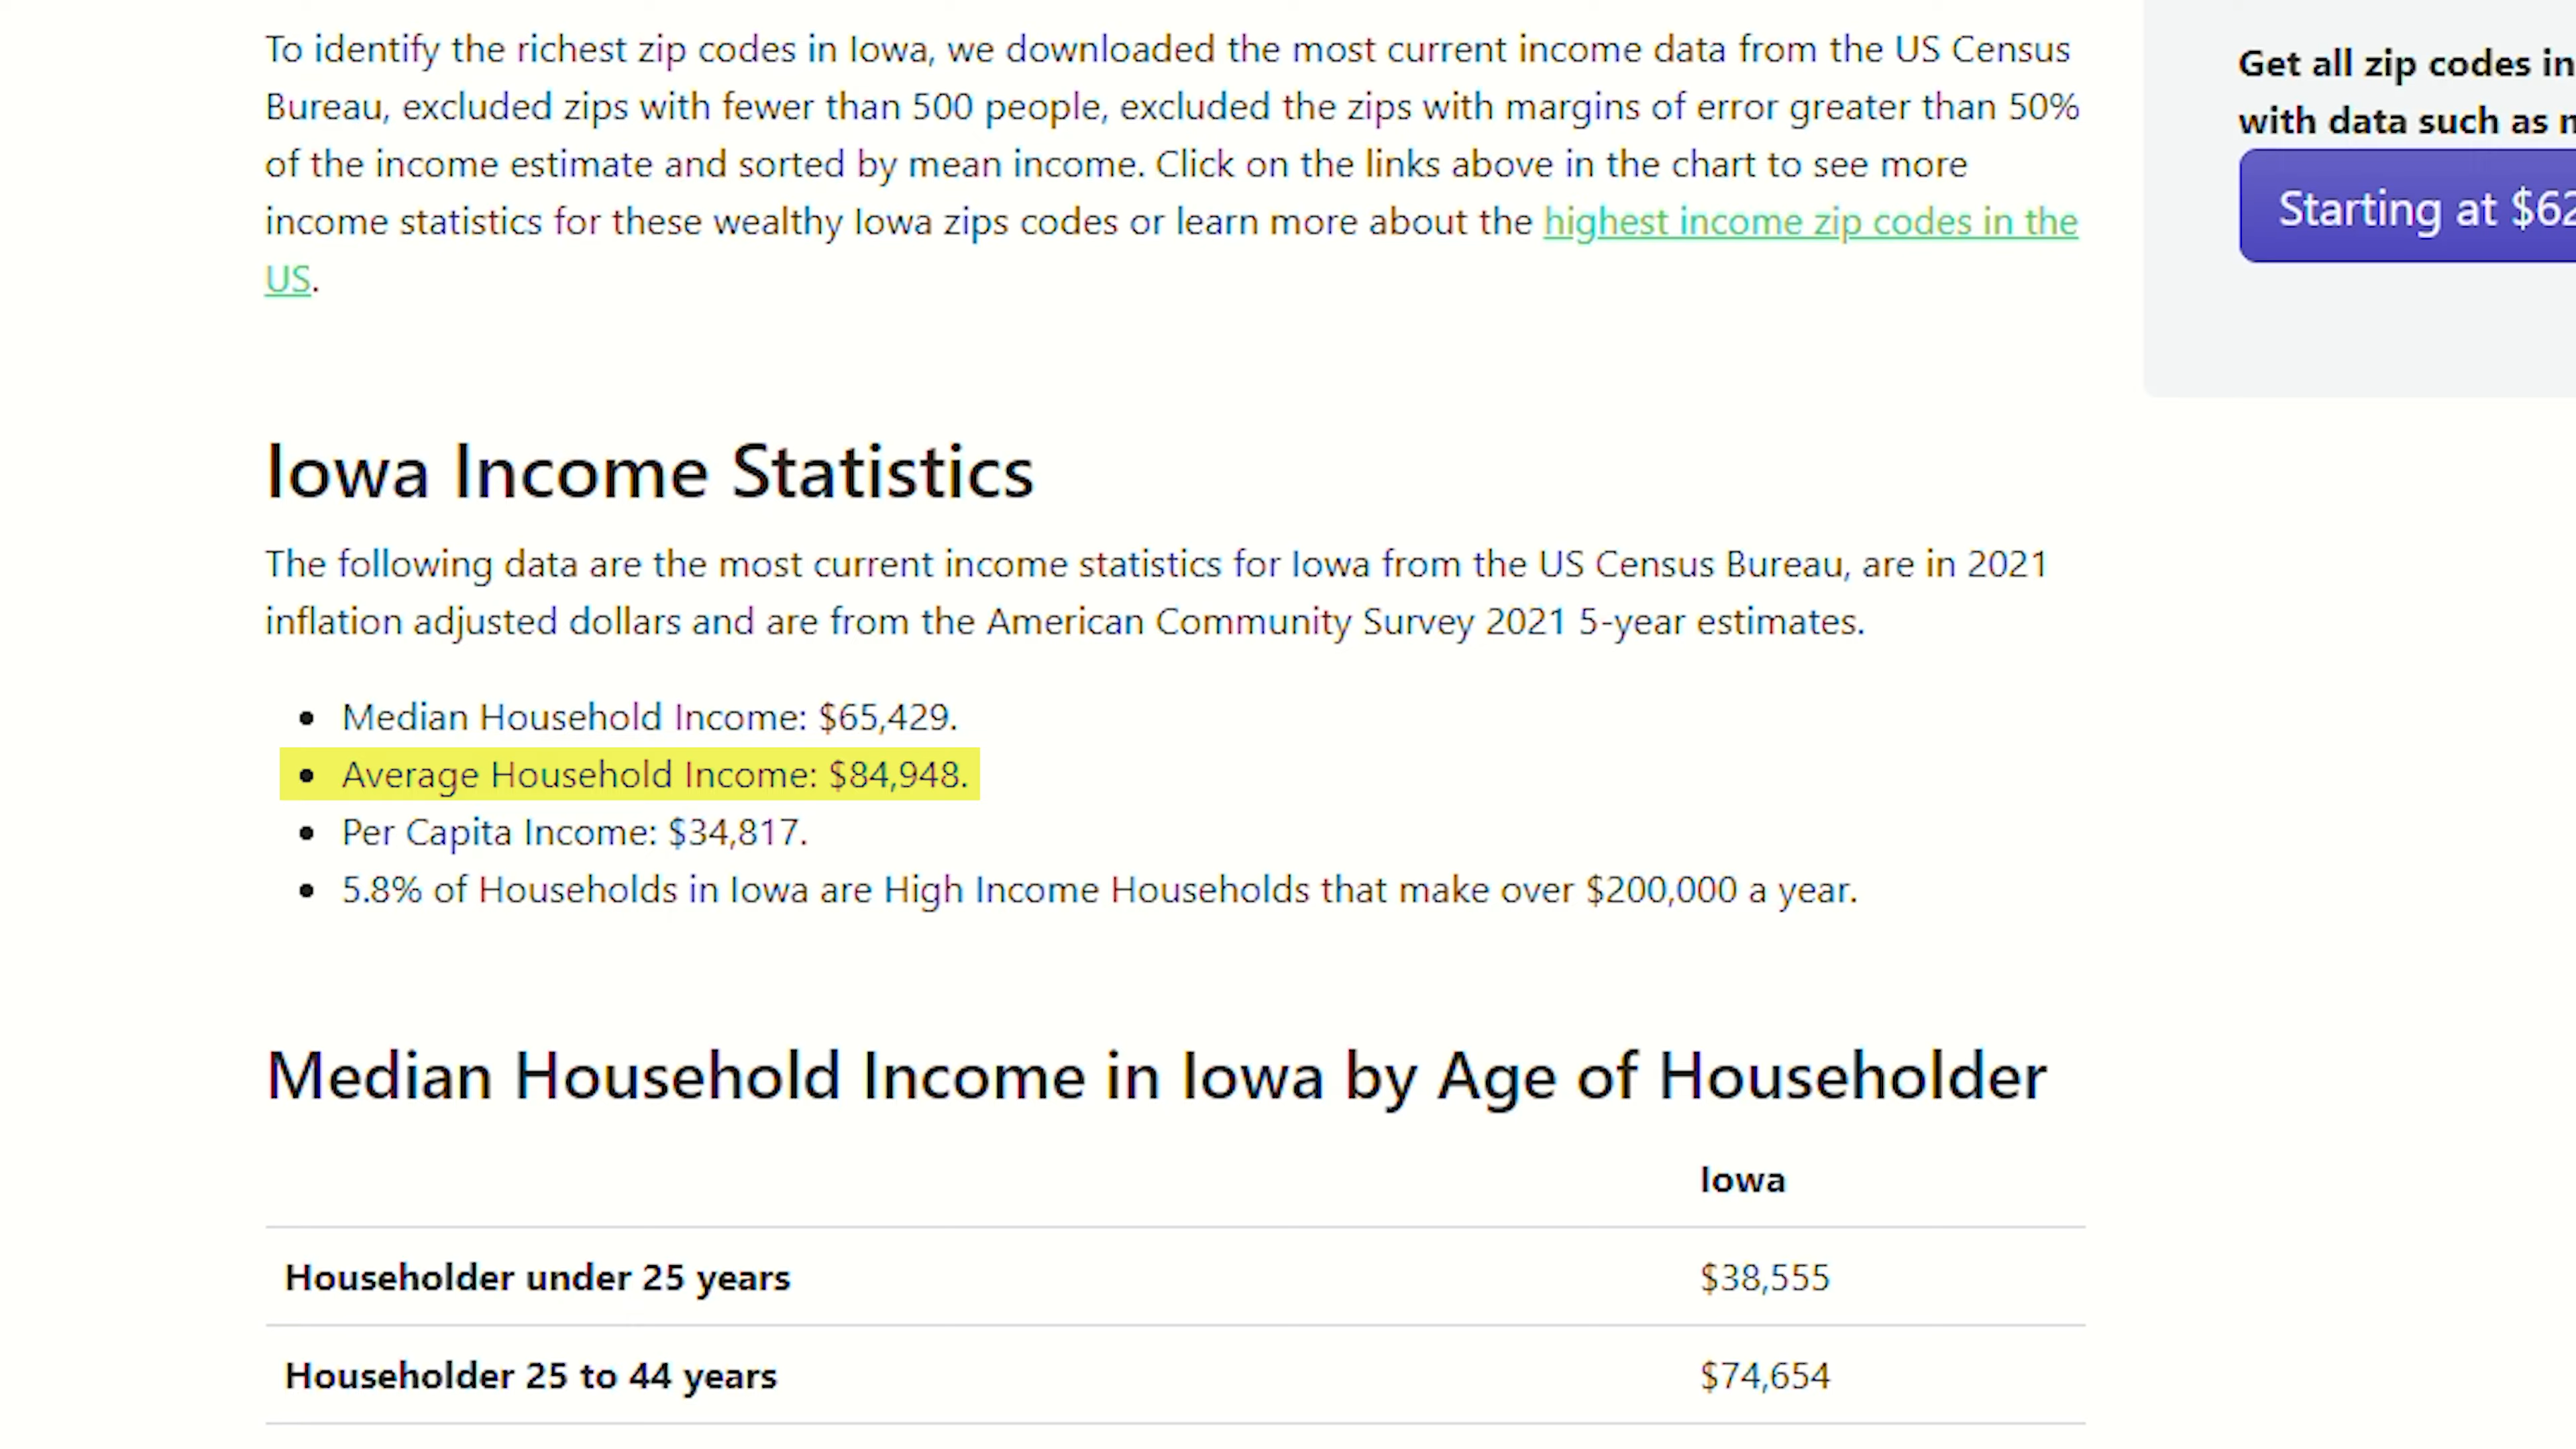 To identify the richest zip codes in Iowa, we downloaded the most current income data from the US Census
Bureau, excluded zips with fewer than 500 people, excluded the zips with margins of error greater than 50%
of the income estimate and sorted by mean income. Click on the links above in the chart to see more
income statistics for these wealthy Iowa zips codes or learn more about the highest income zip codes in the
US.
Get all zip codes in
with data such as
Starting at $62
Iowa Income Statistics
The following data are the most current income statistics for Iowa from the US Census Bureau, are in 2021
inflation adjusted dollars and are from the American Community Survey 2021 5-year estimates.
• Median Household Income: $65,429.
• Average Household Income: $84,948.
• Per Capita Income: $34,817.
• 5.8% of Households in Iowa are High Income Households that make over $200,000 a year.
Median Household Income in Iowa by Age of Householder
Iowa
Householder under 25 years $38,555
Householder 25 to 44 years $74,654